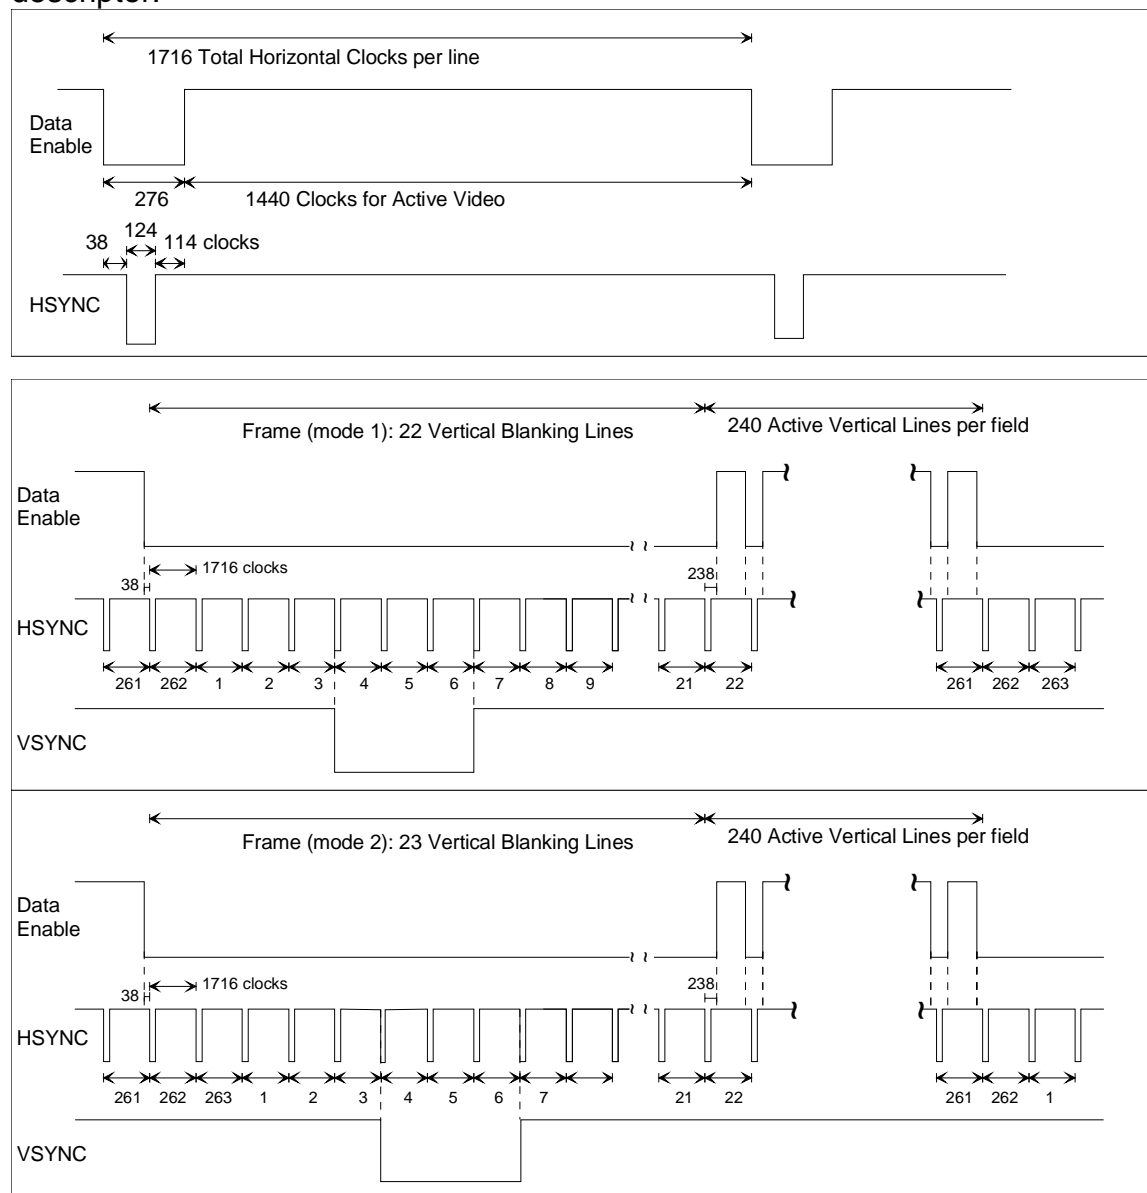 descriptor.
1716 Total Horizontal Clocks per line
Data
Enable
276
1440 Clocks for Active Video
124
38
114 clocks
HSYNC
Frame (mode 1): 22 Vertical Blanking Lines
240 Active Vertical Lines per field
Data
Enable
1716 clocks
38
238
HSYNC
261 262 1 2 3 4 5 6 7 8 9 21 22 261 262 263
VSYNC
Frame (mode 2): 23 Vertical Blanking Lines
240 Active Vertical Lines per field
Data
Enable
1716 clocks
38
238
HSYNC
261 262 263 1 2 3 4 5 6 7 21 22 261 262 1
VSYNC